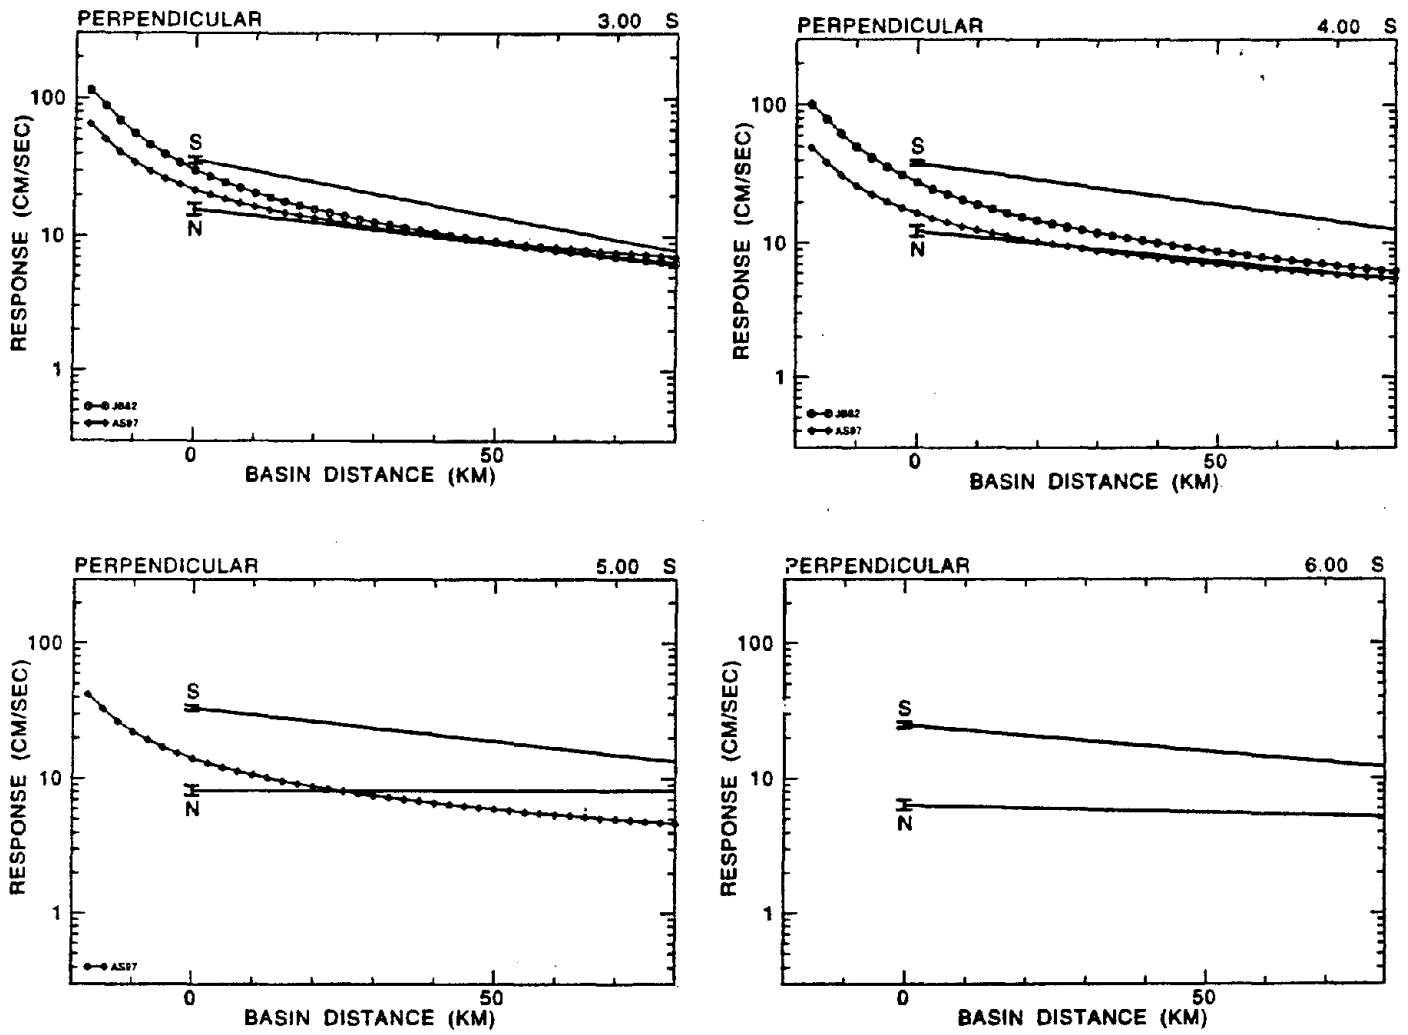 PERPENDICULAR 3.00 S
RESPONSE (CM/SEC)
100
10
1
S
N
JB82
AS97
0 50
BASIN DISTANCE (KM)
PERPENDICULAR 4.00 S
RESPONSE (CM/SEC)
100
10
1
S
N
JB82
AS97
0 50
BASIN DISTANCE (KM)
PERPENDICULAR 5.00 S
RESPONSE (CM/SEC)
100
10
1
S
N
AS97
0 50
BASIN DISTANCE (KM)
PERPENDICULAR 6.00 S
RESPONSE (CM/SEC)
100
10
1
S
N
0 50
BASIN DISTANCE (KM)